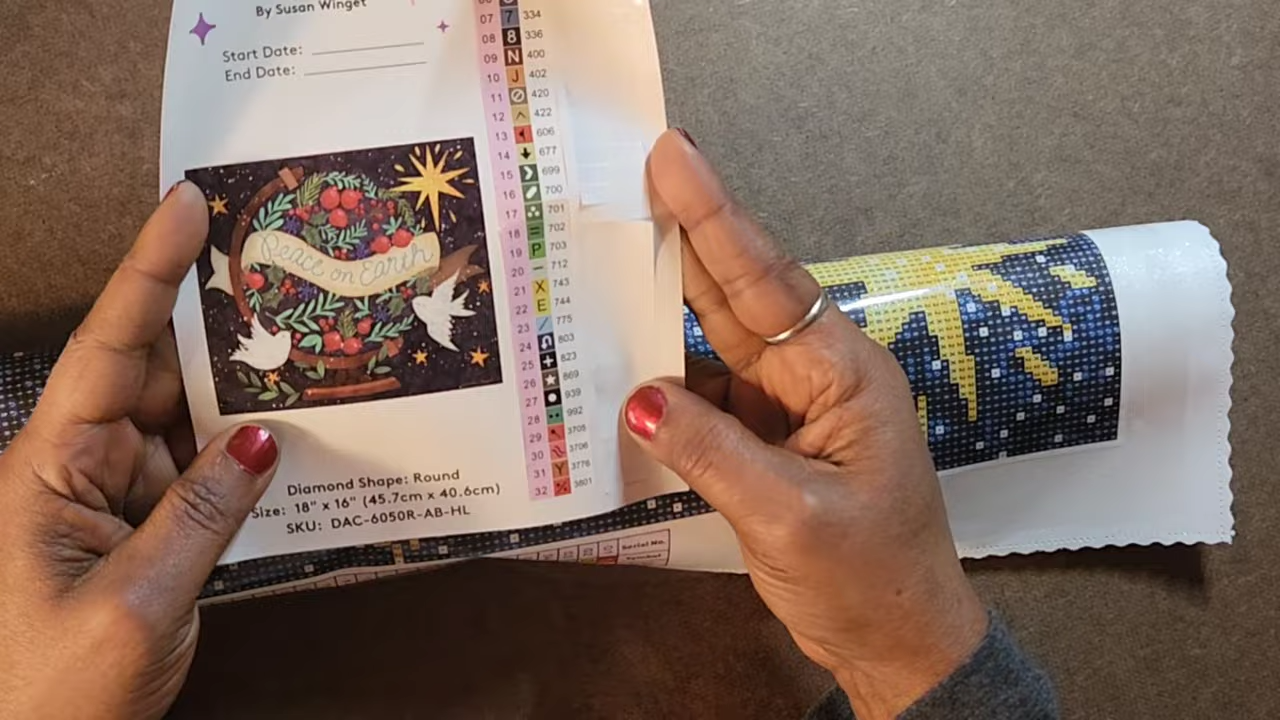 By Susan Winget
Start Date:
End Date:
07 7 334
08 8 336
09 N 400
10 J 402
11 420
12 422
13 606
14 677
15 699
16 700
17 701
18 = 702
19 P 703
20 – 712
21 X 743
22 E 744
23 / 775
24 803
25 + 823
26 869
27 939
28 992
29 3705
30 3706
31 Y 3776
32 3801
Peace on Earth
Diamond Shape: Round
Size: 18" x 16" (45.7cm x 40.6cm)
SKU: DAC-6050R-AB-HL
Serial No.
Symbol